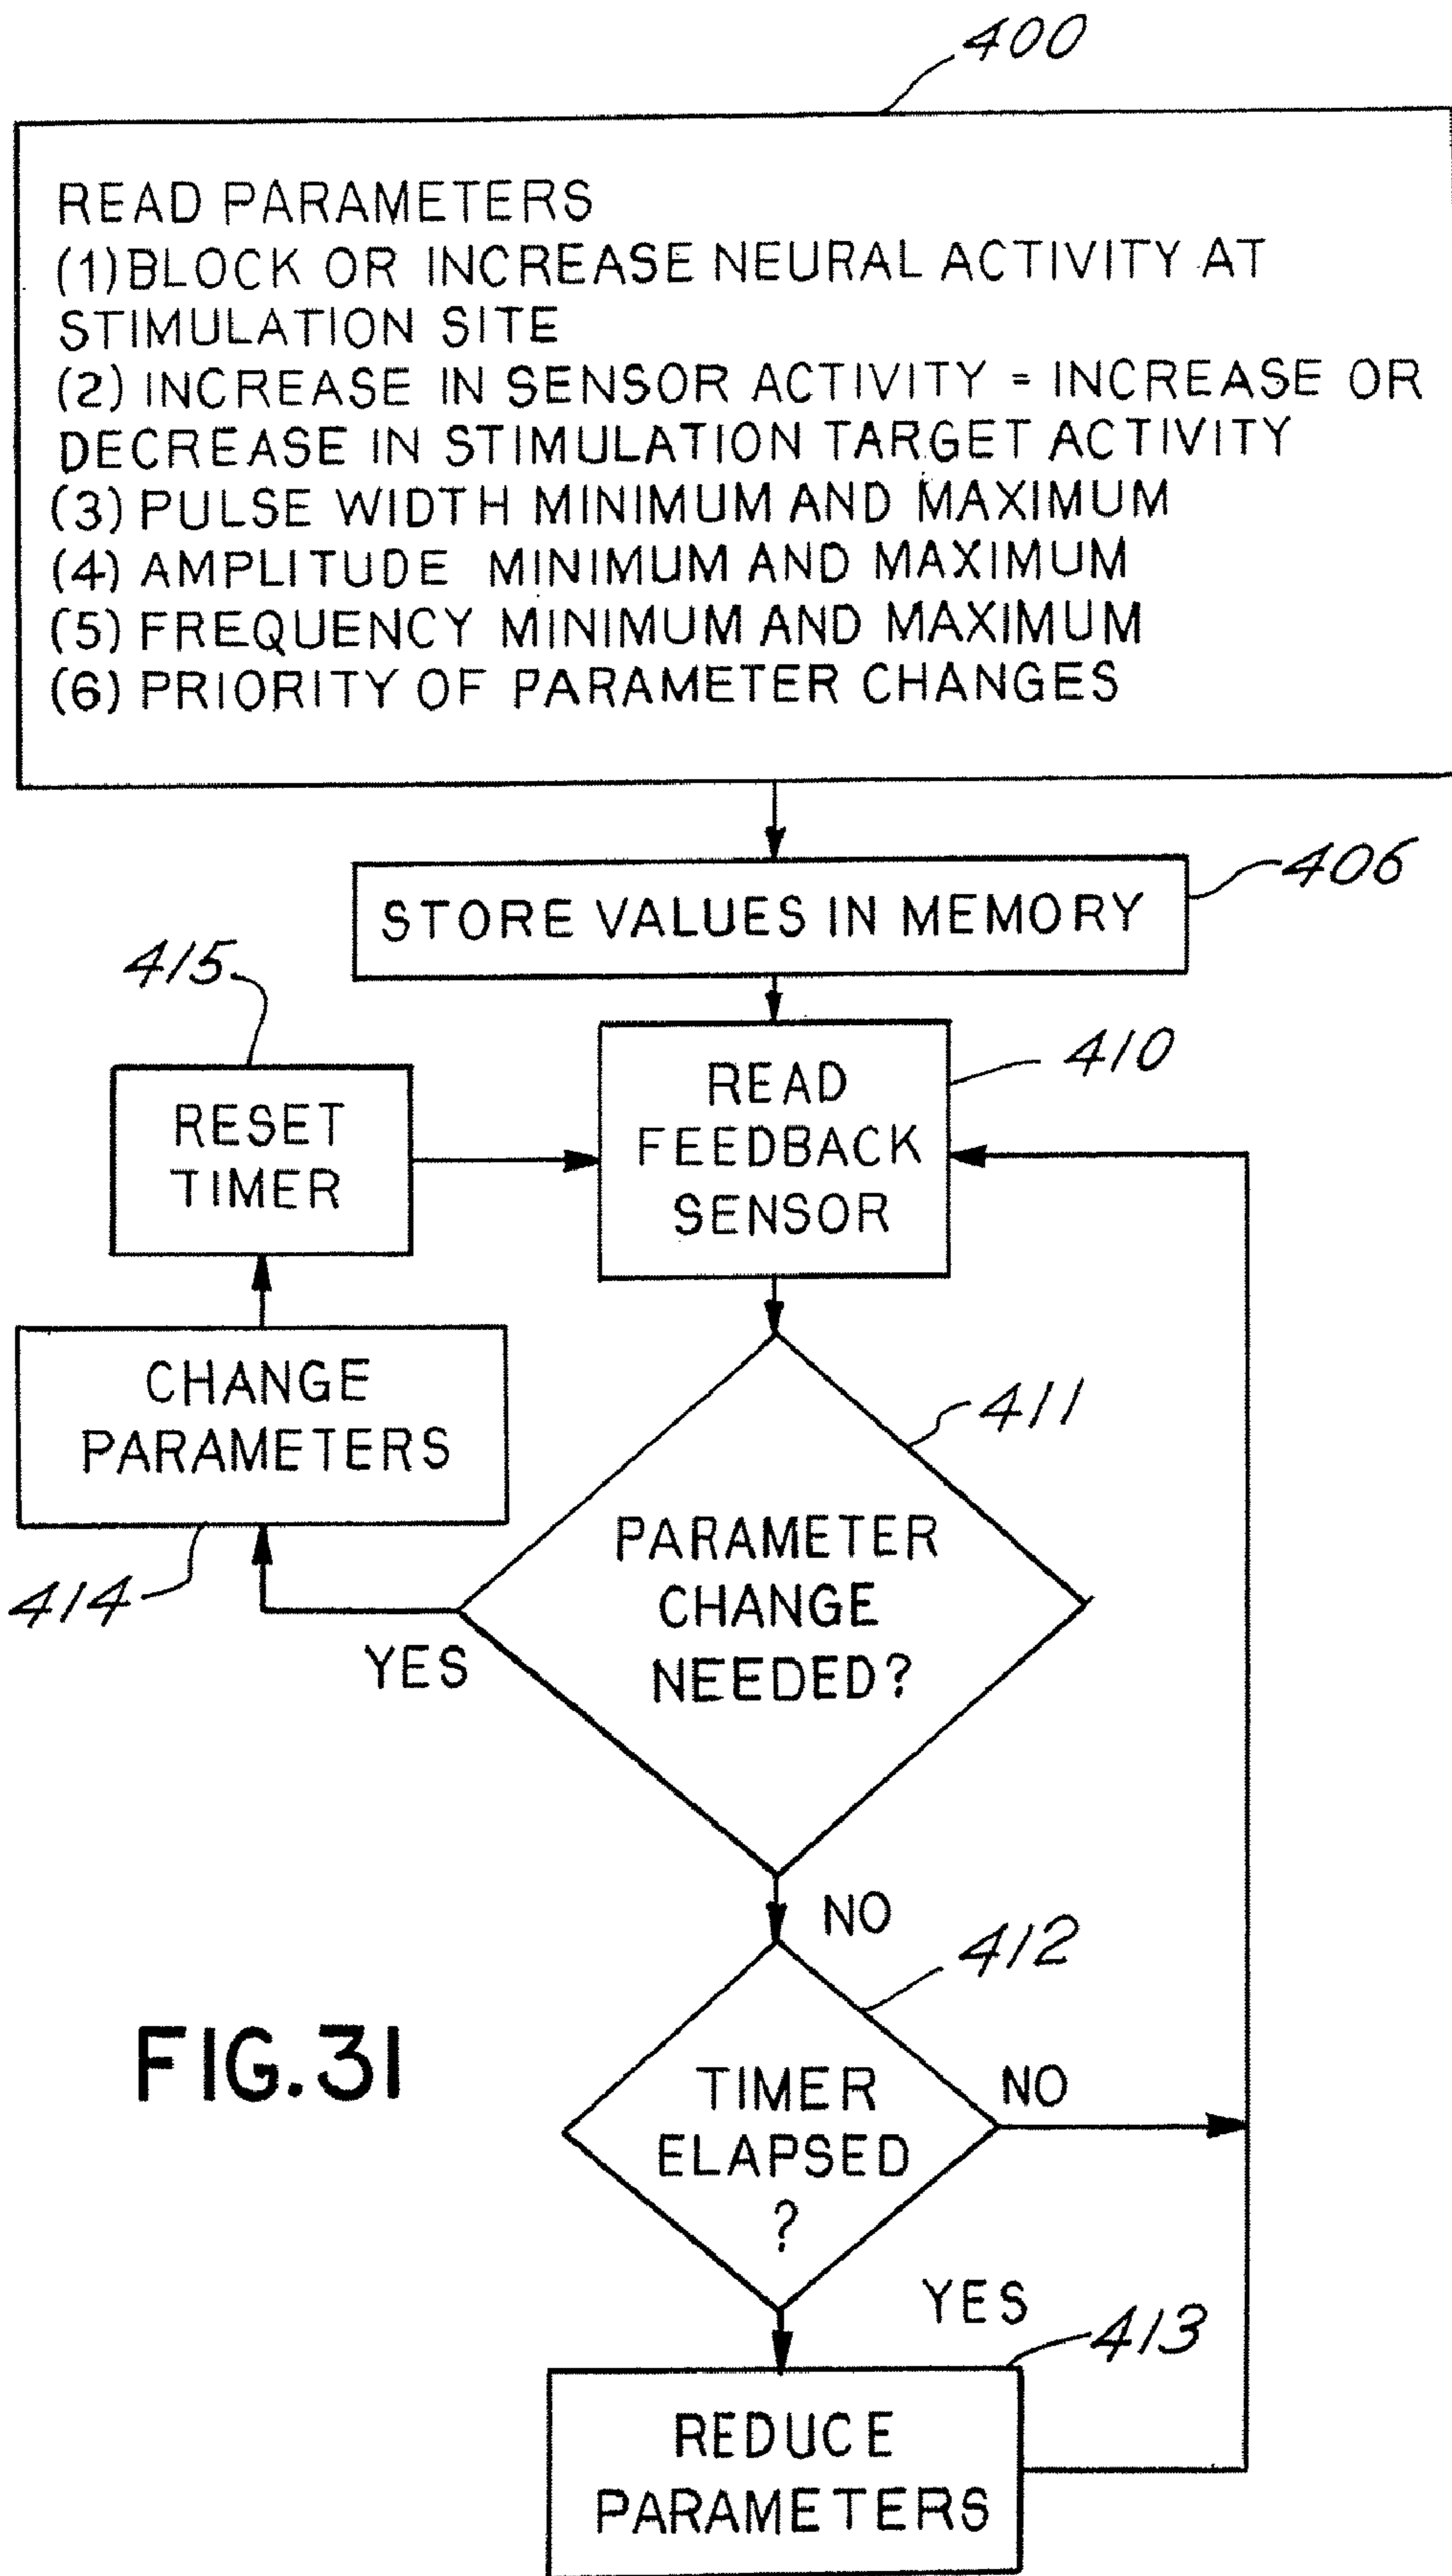 400
READ PARAMETERS
(1) BLOCK OR INCREASE NEURAL ACTIVITY AT
STIMULATION SITE
(2) INCREASE IN SENSOR ACTIVITY = INCREASE OR
DECREASE IN STIMULATION TARGET ACTIVITY
(3) PULSE WIDTH MINIMUM AND MAXIMUM
(4) AMPLITUDE MINIMUM AND MAXIMUM
(5) FREQUENCY MINIMUM AND MAXIMUM
(6) PRIORITY OF PARAMETER CHANGES
406
STORE VALUES IN MEMORY
415
RESET
TIMER
410
READ
FEEDBACK
SENSOR
CHANGE
PARAMETERS
414
411
PARAMETER
CHANGE
NEEDED?
YES
NO
412
FIG.31
TIMER
ELAPSED
?
NO
YES
413
REDUCE
PARAMETERS